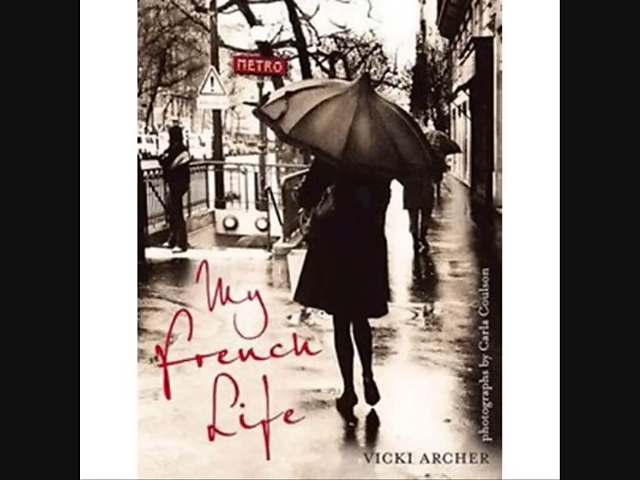 METRO
My
French
Life
VICKI ARCHER
photographs by Carla Coulson